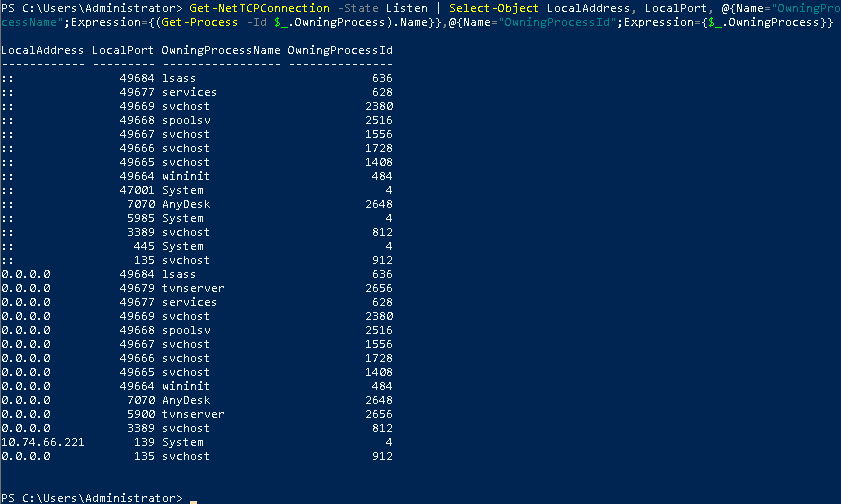 PS C:\Users\Administrator> Get-NetTCPConnection -State Listen | Select-Object LocalAddress, LocalPort, @{Name="OwningPro
cessName";Expression={(Get-Process -Id $_.OwningProcess).Name}},@{Name="OwningProcessId";Expression={$_.OwningProcess}}
LocalAddress LocalPort OwningProcessName OwningProcessId
------------ --------- ----------------- ---------------
:: 49684 lsass 636
:: 49677 services 628
:: 49669 svchost 2380
:: 49668 spoolsv 2516
:: 49667 svchost 1556
:: 49666 svchost 1728
:: 49665 svchost 1408
:: 49664 wininit 484
:: 47001 System 4
:: 7070 AnyDesk 2648
:: 5985 System 4
:: 3389 svchost 812
:: 445 System 4
:: 135 svchost 912
0.0.0.0 49684 lsass 636
0.0.0.0 49679 tvnserver 2656
0.0.0.0 49677 services 628
0.0.0.0 49669 svchost 2380
0.0.0.0 49668 spoolsv 2516
0.0.0.0 49667 svchost 1556
0.0.0.0 49666 svchost 1728
0.0.0.0 49665 svchost 1408
0.0.0.0 49664 wininit 484
0.0.0.0 7070 AnyDesk 2648
0.0.0.0 5900 tvnserver 2656
0.0.0.0 3389 svchost 812
10.74.66.221 139 System 4
0.0.0.0 135 svchost 912
PS C:\Users\Administrator> _